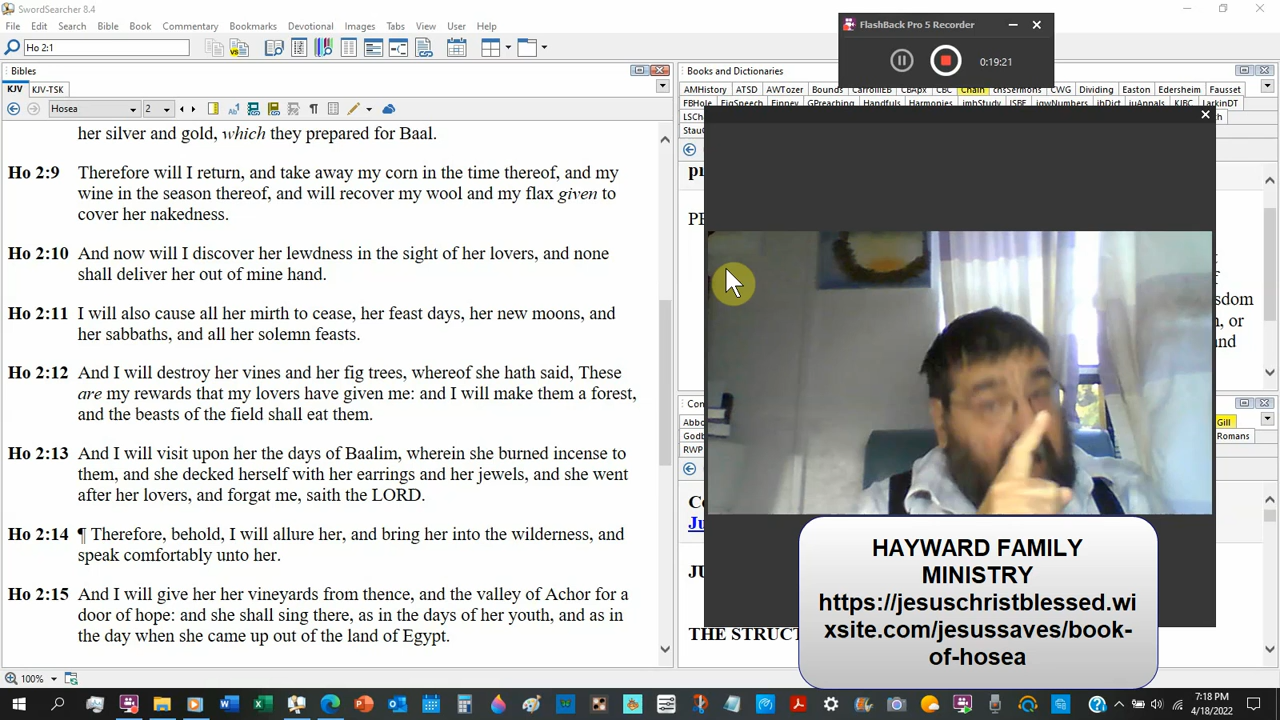 SwordSearcher 8.4
File Edit Search Bible Book Commentary Bookmarks Devotional Images Tabs View User Help
Ho 2:1
Bibles
KJV KJV-TSK
Hosea 2
her silver and gold, which they prepared for Baal.
Ho 2:9 Therefore will I return, and take away my corn in the time thereof, and my
wine in the season thereof, and will recover my wool and my flax given to
cover her nakedness.
Ho 2:10 And now will I discover her lewdness in the sight of her lovers, and none
shall deliver her out of mine hand.
Ho 2:11 I will also cause all her mirth to cease, her feast days, her new moons, and
her sabbaths, and all her solemn feasts.
Ho 2:12 And I will destroy her vines and her fig trees, whereof she hath said, These
are my rewards that my lovers have given me: and I will make them a forest,
and the beasts of the field shall eat them.
Ho 2:13 And I will visit upon her the days of Baalim, wherein she burned incense to
them, and she decked herself with her earrings and her jewels, and she went
after her lovers, and forgat me, saith the LORD.
Ho 2:14 ¶ Therefore, behold, I will allure her, and bring her into the wilderness, and
speak comfortably unto her.
Ho 2:15 And I will give her her vineyards from thence, and the valley of Achor for a
door of hope: and she shall sing there, as in the days of her youth, and as in
the day when she came up out of the land of Egypt.
100%
FlashBack Pro 5 Recorder
0:19:21
Books and Dictionaries
AMHistory ATSD AWTozer Bounds CarrollEB CBApx CBC Chain chsSermons CWG Dividing Easton Edersheim Fausset
FBHole FigSpeech Finney GPreaching Handfuls Harmonies
isdom
, or
and
Gill
Romans
RWP
THE STRUCT
HAYWARD FAMILY
MINISTRY
https://jesuschristblessed.wi
xsite.com/jesussaves/book-
of-hosea
7:18 PM
4/18/2022